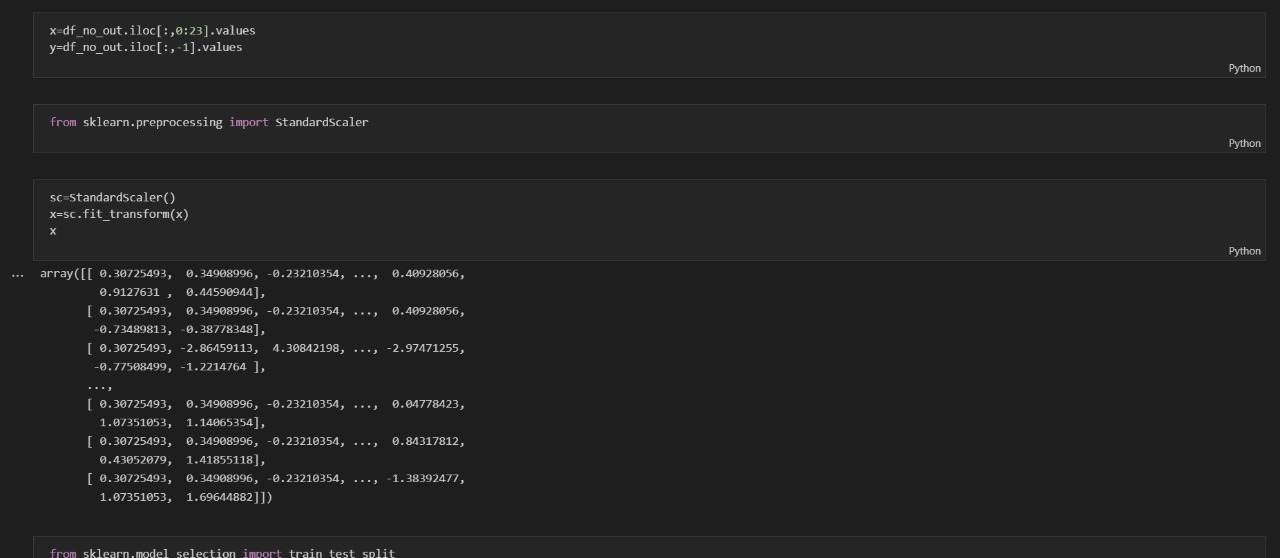 x=df_no_out.iloc[:,0:23].values
y=df_no_out.iloc[:,-1].values
Python
from sklearn.preprocessing import StandardScaler
Python
sc=StandardScaler()
x=sc.fit_transform(x)
x
Python
... array([[ 0.30725493,  0.34908996, -0.23210354, ...,  0.40928056,
         0.9127631 ,  0.44590944],
       [ 0.30725493,  0.34908996, -0.23210354, ...,  0.40928056,
        -0.73489813, -0.38778348],
       [ 0.30725493, -2.86459113,  4.30842198, ..., -2.97471255,
        -0.77508499, -1.2214764 ],
       ...,
       [ 0.30725493,  0.34908996, -0.23210354, ...,  0.04778423,
         1.07351053,  1.14065354],
       [ 0.30725493,  0.34908996, -0.23210354, ...,  0.84317812,
         0.43052079,  1.41855118],
       [ 0.30725493,  0.34908996, -0.23210354, ..., -1.38392477,
         1.07351053,  1.69644882]])
from sklearn.model_selection import train_test_split